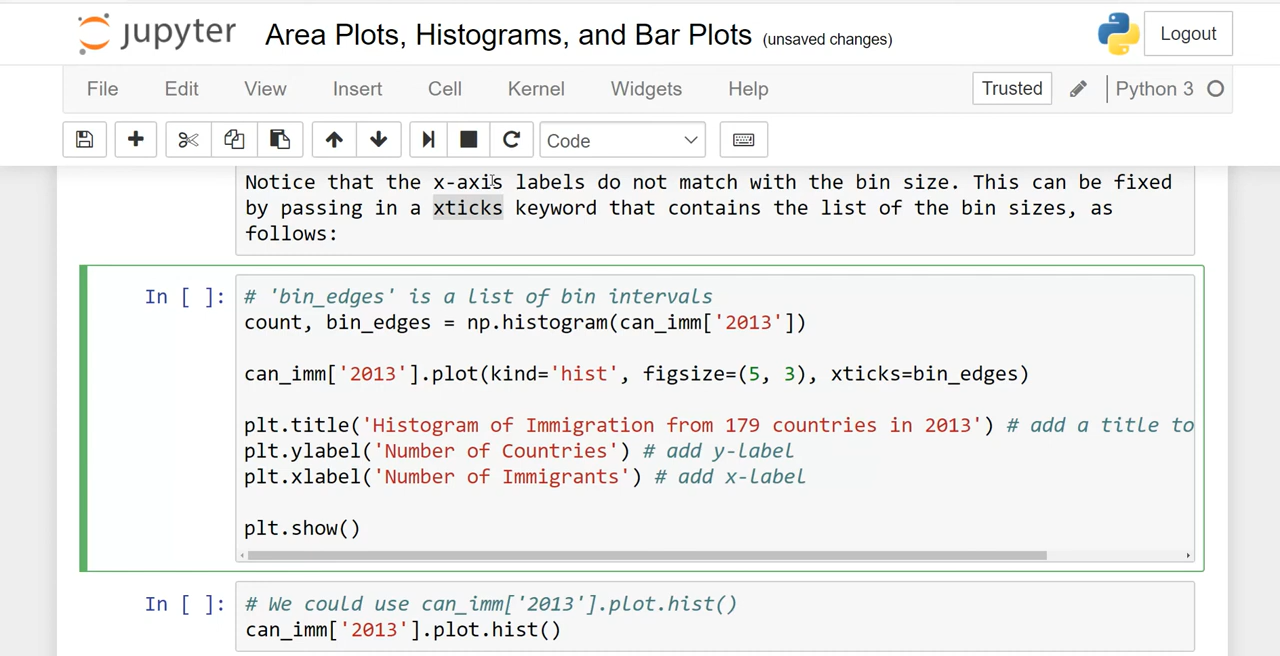 jupyter Area Plots, Histograms, and Bar Plots (unsaved changes) Logout
File Edit View Insert Cell Kernel Widgets Help Trusted Python 3
Code
Notice that the x-axis labels do not match with the bin size. This can be fixed
by passing in a xticks keyword that contains the list of the bin sizes, as
follows:
In [ ]: # 'bin_edges' is a list of bin intervals
count, bin_edges = np.histogram(can_imm['2013'])
can_imm['2013'].plot(kind='hist', figsize=(5, 3), xticks=bin_edges)
plt.title('Histogram of Immigration from 179 countries in 2013') # add a title to
plt.ylabel('Number of Countries') # add y-label
plt.xlabel('Number of Immigrants') # add x-label
plt.show()
In [ ]: # We could use can_imm['2013'].plot.hist()
can_imm['2013'].plot.hist()